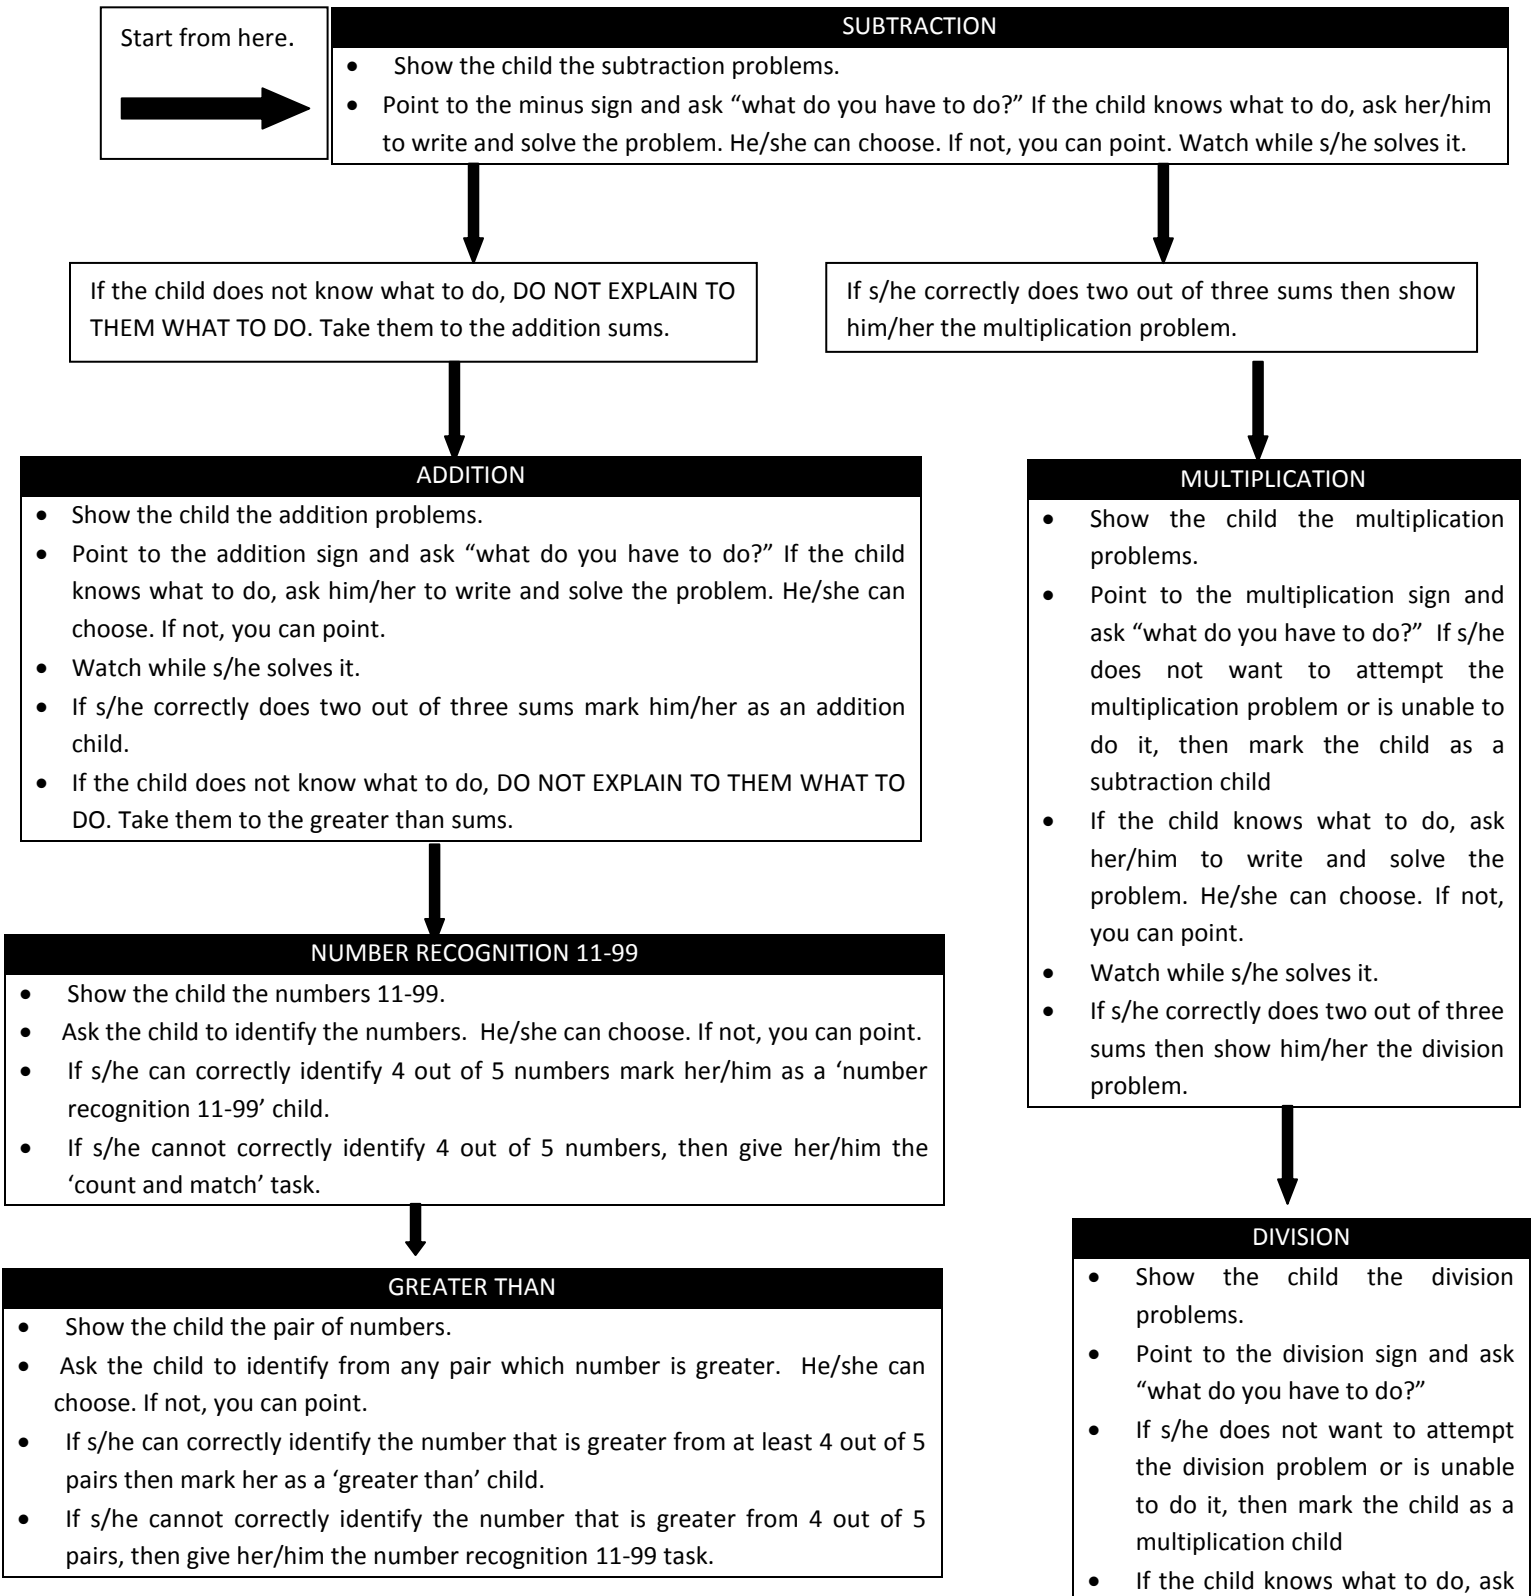 Start from here.
SUBTRACTION
• Show the child the subtraction problems.
• Point to the minus sign and ask “what do you have to do?” If the child knows what to do, ask her/him
to write and solve the problem. He/she can choose. If not, you can point. Watch while s/he solves it.
If the child does not know what to do, DO NOT EXPLAIN TO
THEM WHAT TO DO. Take them to the addition sums.
If s/he correctly does two out of three sums then show
him/her the multiplication problem.
ADDITION
• Show the child the addition problems.
• Point to the addition sign and ask “what do you have to do?” If the child
knows what to do, ask him/her to write and solve the problem. He/she can
choose. If not, you can point.
• Watch while s/he solves it.
• If s/he correctly does two out of three sums mark him/her as an addition
child.
• If the child does not know what to do, DO NOT EXPLAIN TO THEM WHAT TO
DO. Take them to the greater than sums.
NUMBER RECOGNITION 11-99
• Show the child the numbers 11-99.
• Ask the child to identify the numbers. He/she can choose. If not, you can point.
• If s/he can correctly identify 4 out of 5 numbers mark her/him as a ‘number
recognition 11-99’ child.
• If s/he cannot correctly identify 4 out of 5 numbers, then give her/him the
‘count and match’ task.
GREATER THAN
• Show the child the pair of numbers.
• Ask the child to identify from any pair which number is greater. He/she can
choose. If not, you can point.
• If s/he can correctly identify the number that is greater from at least 4 out of 5
pairs then mark her as a ‘greater than’ child.
• If s/he cannot correctly identify the number that is greater from 4 out of 5
pairs, then give her/him the number recognition 11-99 task.
MULTIPLICATION
• Show the child the multiplication
problems.
• Point to the multiplication sign and
ask “what do you have to do?” If s/he
does not want to attempt the
multiplication problem or is unable to
do it, then mark the child as a
subtraction child
• If the child knows what to do, ask
her/him to write and solve the
problem. He/she can choose. If not,
you can point.
• Watch while s/he solves it.
• If s/he correctly does two out of three
sums then show him/her the division
problem.
DIVISION
• Show the child the division
problems.
• Point to the division sign and ask
“what do you have to do?”
• If s/he does not want to attempt
the division problem or is unable
to do it, then mark the child as a
multiplication child
• If the child knows what to do, ask